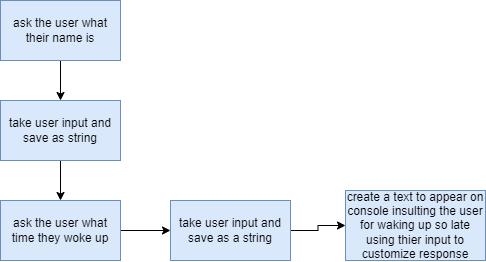 ask the user what
their name is
take user input and
save as string
ask the user what
time they woke up
take user input and
save as a string
create a text to appear on
console insulting the user
for waking up so late
using thier input to
customize response